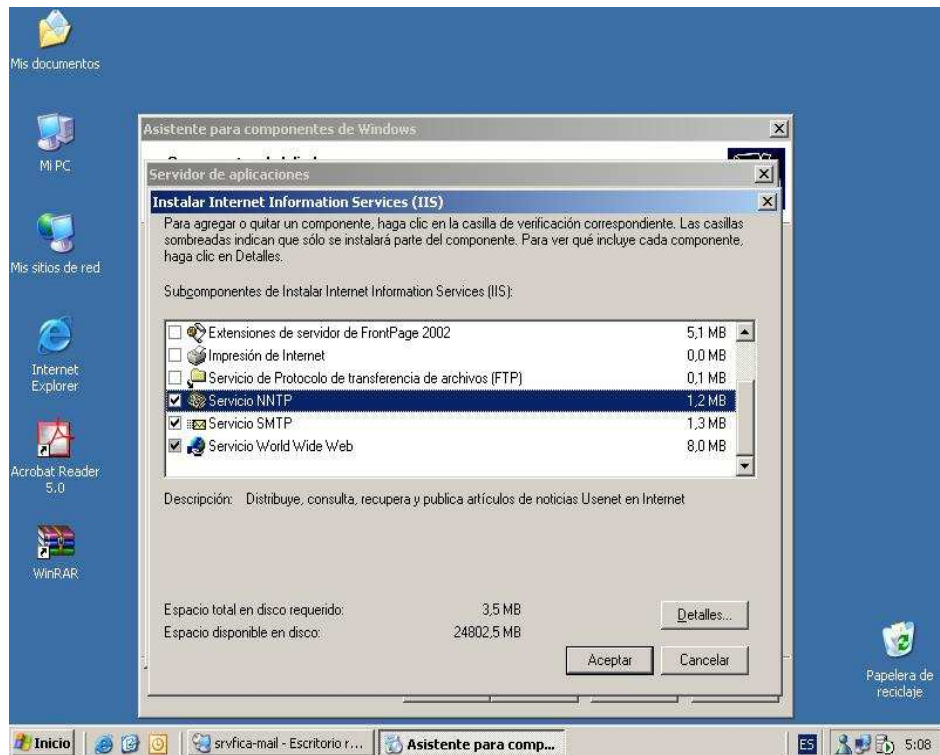 Mis documentos
Mi PC
Mis sitios de red
Internet
Explorer
Acrobat Reader
5.0
WinRAR
Asistente para componentes de Windows
Servidor de aplicaciones
Instalar Internet Information Services (IIS)
Para agregar o quitar un componente, haga clic en la casilla de verificación correspondiente. Las casillas
sombreadas indican que sólo se instalará parte del componente. Para ver qué incluye cada componente,
haga clic en Detalles.
Subcomponentes de Instalar Internet Information Services (IIS):
Extensiones de servidor de FrontPage 2002 5,1 MB
Impresión de Internet 0,0 MB
Servicio de Protocolo de transferencia de archivos (FTP) 0,1 MB
Servicio NNTP 1,2 MB
Servicio SMTP 1,3 MB
Servicio World Wide Web 8,0 MB
Descripción: Distribuye, consulta, recupera y publica artículos de noticias Usenet en Internet
Espacio total en disco requerido: 3,5 MB
Espacio disponible en disco: 24802,5 MB
Detalles...
Aceptar Cancelar
Papelera de
reciclaje
Inicio srvfica-mail - Escritorio r... Asistente para comp... ES 5:08